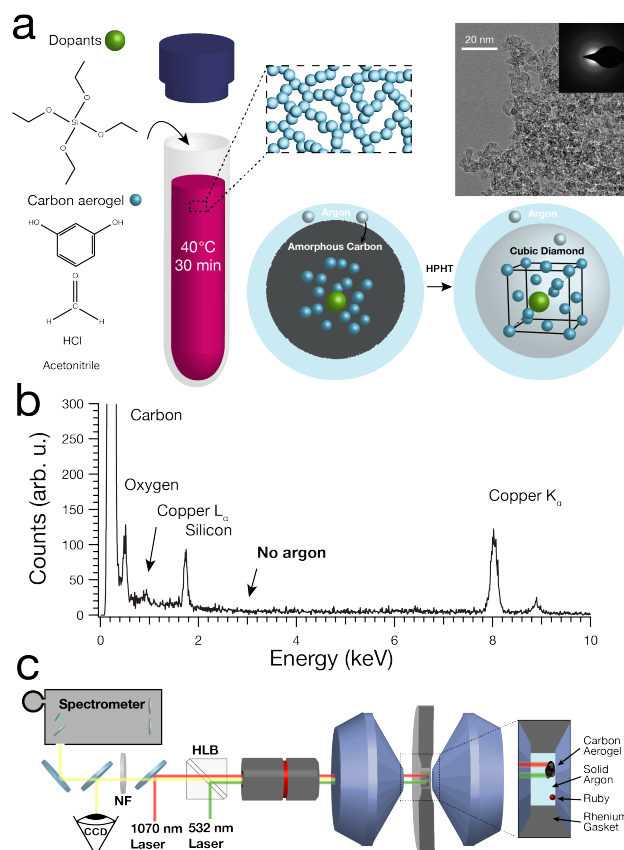 a
Dopants
O
O
Si
O
O
Carbon aerogel
HO
OH
O
C
H
H
HCl
Acetonitrile
40°C
30 min
20 nm
Argon
Amorphous Carbon
HPHT
Argon
Cubic Diamond
b
Counts (arb. u.)
300
250
200
150
100
50
0
Carbon
Oxygen
Copper Lα
Silicon
No argon
Copper Kα
0
2
4
6
8
10
Energy (keV)
c
Spectrometer
HLB
NF
CCD
1070 nm
Laser
532 nm
Laser
Carbon
Aerogel
Solid
Argon
Ruby
Rhenium
Gasket